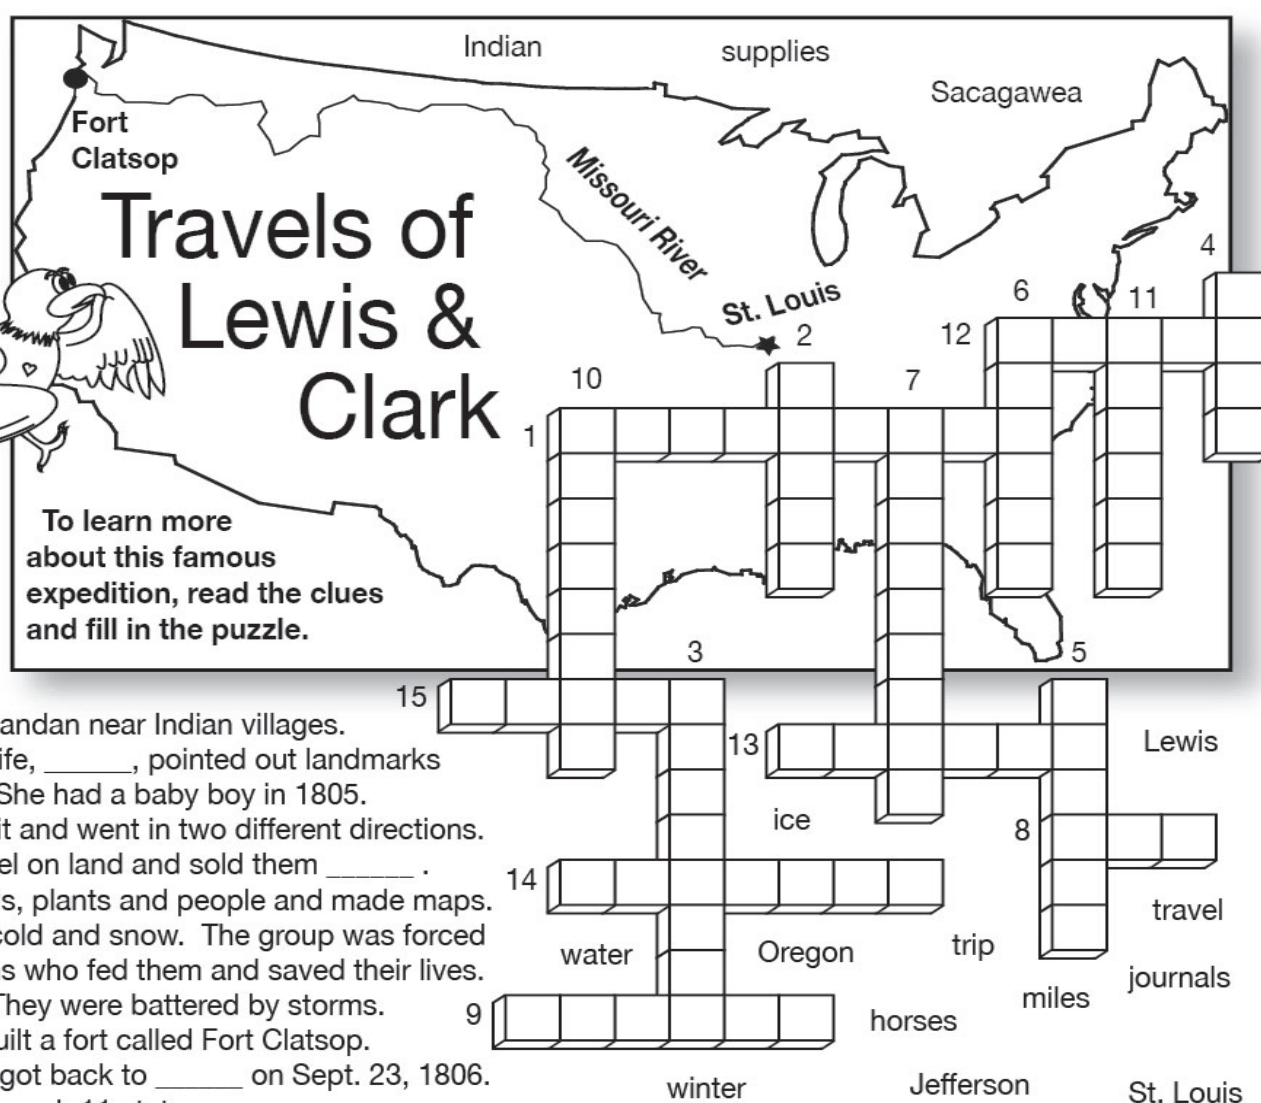 Indian
supplies
Sacagawea
Fort
Clatsop
Missouri River
St. Louis
Travels of
Lewis &
Clark
4
6
11
12
2
10
7
1
To learn more
about this famous
expedition, read the clues
and fill in the puzzle.
3
5
15
13
Lewis
ice
8
14
travel
water
Oregon
trip
journals
miles
9
horses
winter
Jefferson
St. Louis
andan near Indian villages.
ife, ______, pointed out landmarks
She had a baby boy in 1805.
it and went in two different directions.
el on land and sold them ______ .
s, plants and people and made maps.
cold and snow.  The group was forced
s who fed them and saved their lives.
They were battered by storms.
uilt a fort called Fort Clatsop.
got back to ______ on Sept. 23, 1806.